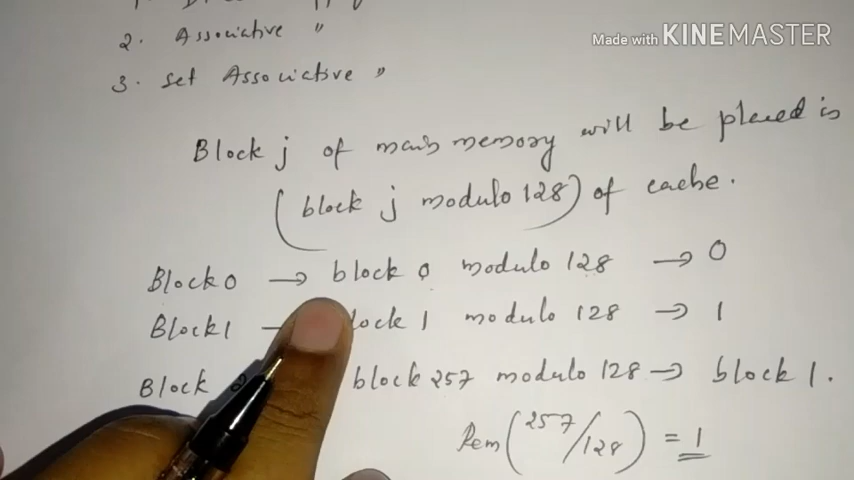 Made with KINEMASTER
2. Associative "
3. Set Associative "
Block j of main memory will be placed in
(block j modulo 128) of cache.
Block 0 → block 0 modulo 128 → 0
Block 1 → lock 1 modulo 128 → 1
Block block 257 modulo 128 → block 1.
Rem (257/128) = 1